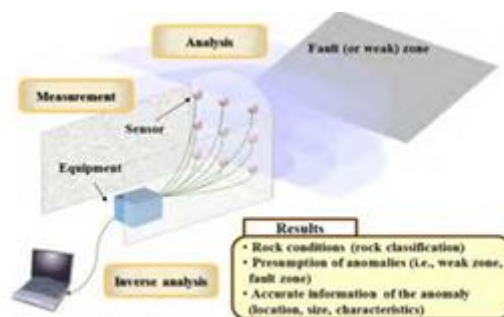 Analysis
Fault (or weak) zone
Measurement
Sensor
Equipment
Inverse analysis
Results
• Rock conditions (rock classification)
• Presumption of anomalies (i.e., weak zone,
fault zone)
• Accurate information of the anomaly
(location, size, characteristics)